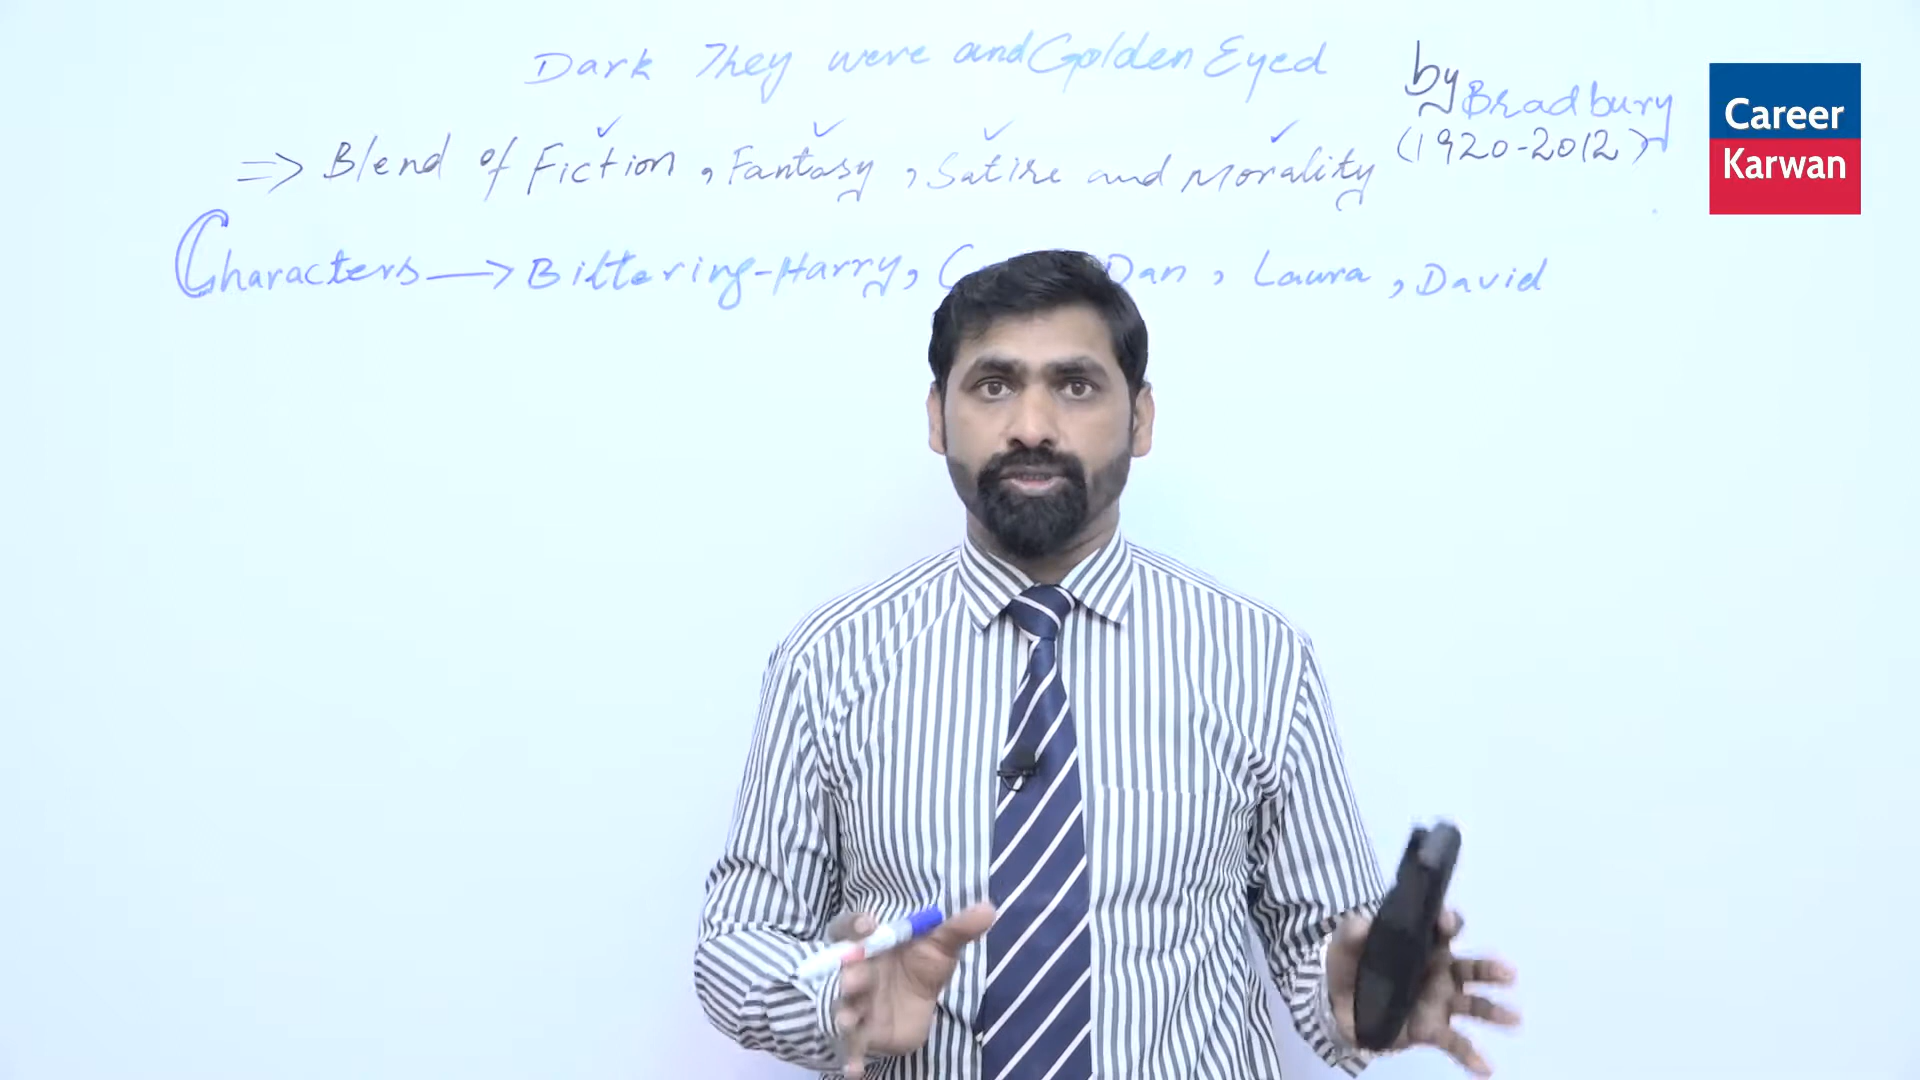 Dark They were and Golden Eyed by Bradbury
(1920-2012)
=> Blend of Fiction, Fantasy, Satire and Morality
Characters → Bittering-Harry, Dan, Laura, David
Career
Karwan